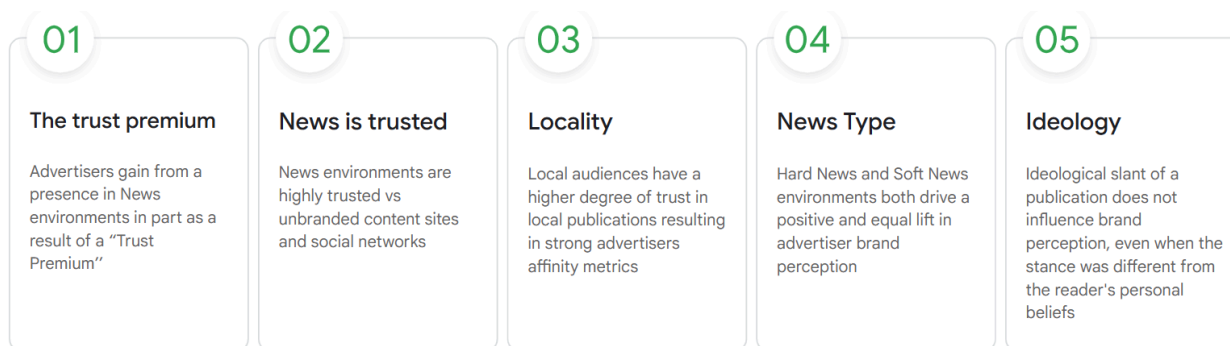 01
The trust premium
Advertisers gain from a
presence in News
environments in part as a
result of a “Trust
Premium’’
02
News is trusted
News environments are
highly trusted vs
unbranded content sites
and social networks
03
Locality
Local audiences have a
higher degree of trust in
local publications resulting
in strong advertisers
affinity metrics
04
News Type
Hard News and Soft News
environments both drive a
positive and equal lift in
advertiser brand
perception
05
Ideology
Ideological slant of a
publication does not
influence brand
perception, even when the
stance was different from
the reader's personal
beliefs